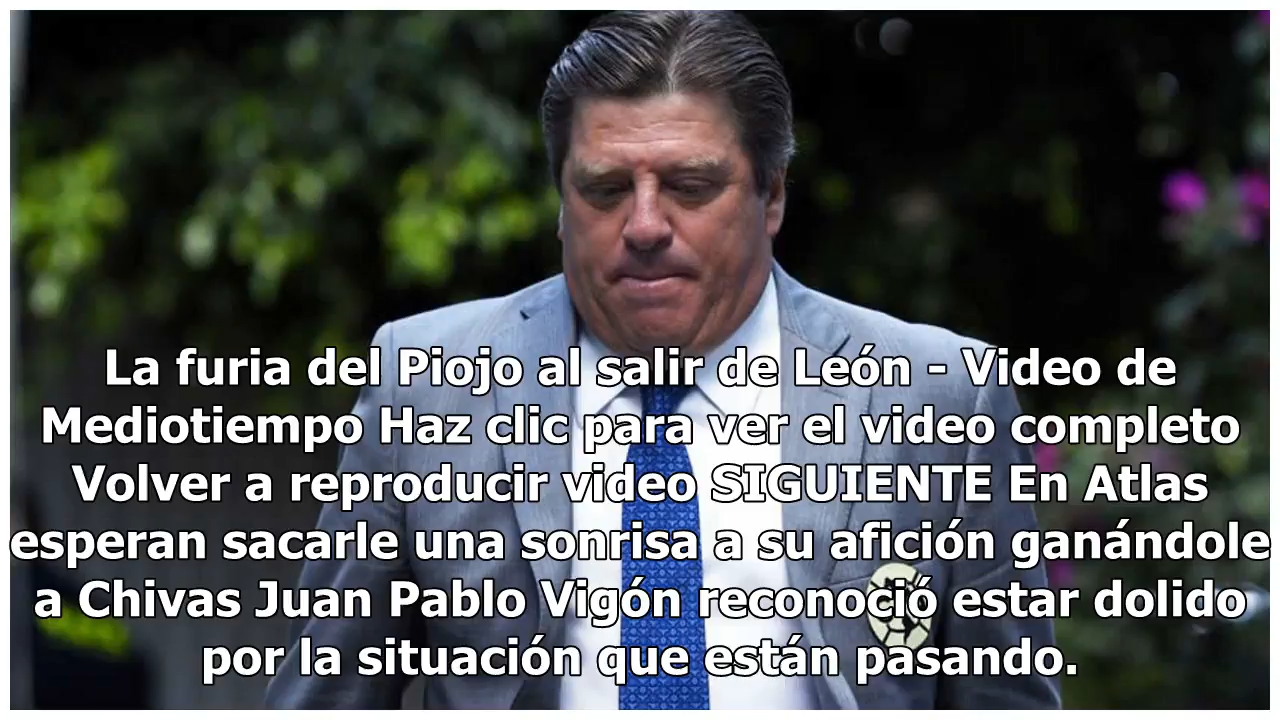 La furia del Piojo al salir de León - Video de
Mediotiempo Haz clic para ver el video completo
Volver a reproducir video SIGUIENTE En Atlas
esperan sacarle una sonrisa a su afición ganándole
a Chivas Juan Pablo Vigón reconoció estar dolido
por la situación que están pasando.